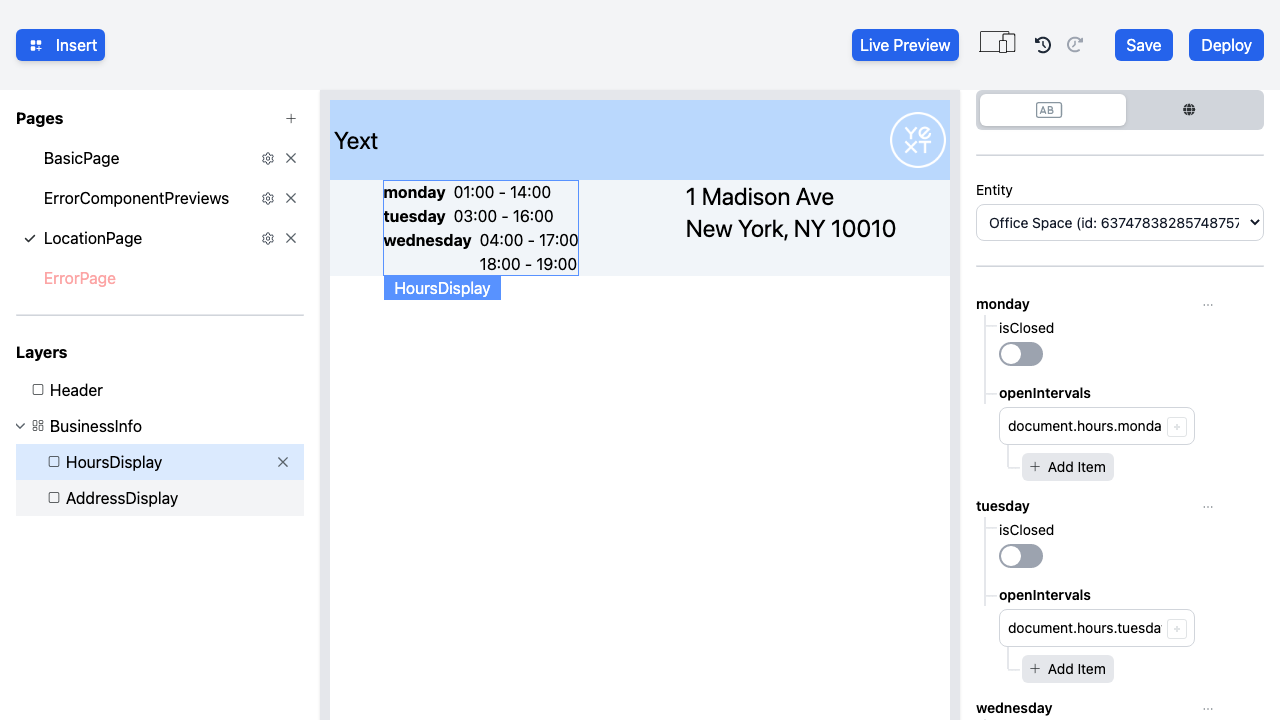 Insert
Live Preview
Save
Deploy
Pages
BasicPage
ErrorComponentPreviews
LocationPage
ErrorPage
Layers
Header
BusinessInfo
HoursDisplay
AddressDisplay
Yext
YEXT
monday 01:00 - 14:00
tuesday 03:00 - 16:00
wednesday 04:00 - 17:00
18:00 - 19:00
HoursDisplay
1 Madison Ave
New York, NY 10010
AB
Entity
Office Space (id: 63747838285748757
monday
isClosed
openIntervals
document.hours.monda
Add Item
tuesday
isClosed
openIntervals
document.hours.tuesda
Add Item
wednesday